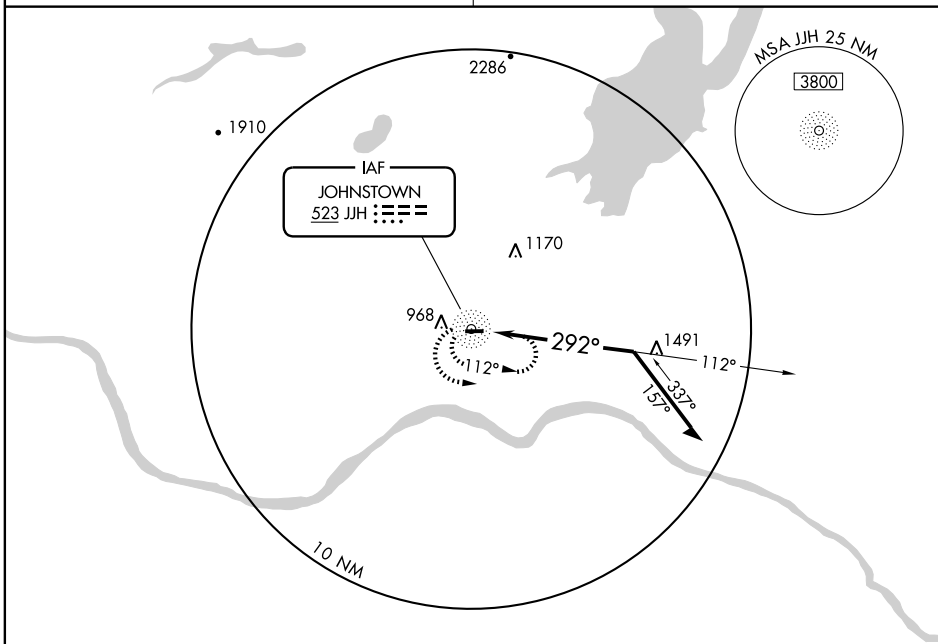 2286
MSA JJH 25 NM
3800
1910
IAF
JOHNSTOWN
523 JJH
1170
968
292°
1491
112°
112°
337°
157°
10 NM